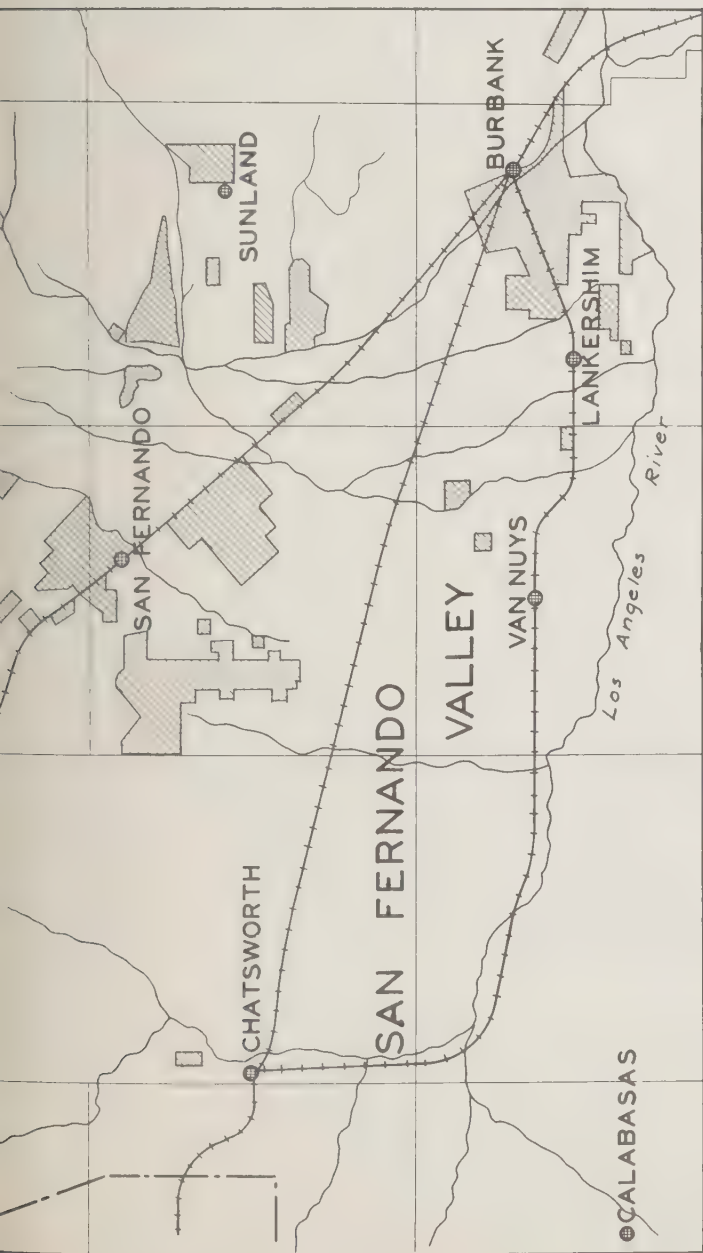 SUNLAND
BURBANK
SAN FERNANDO
LANKERSHIM
VAN NUYS
Los Angeles River
SAN FERNANDO
VALLEY
CHATSWORTH
CALABASAS